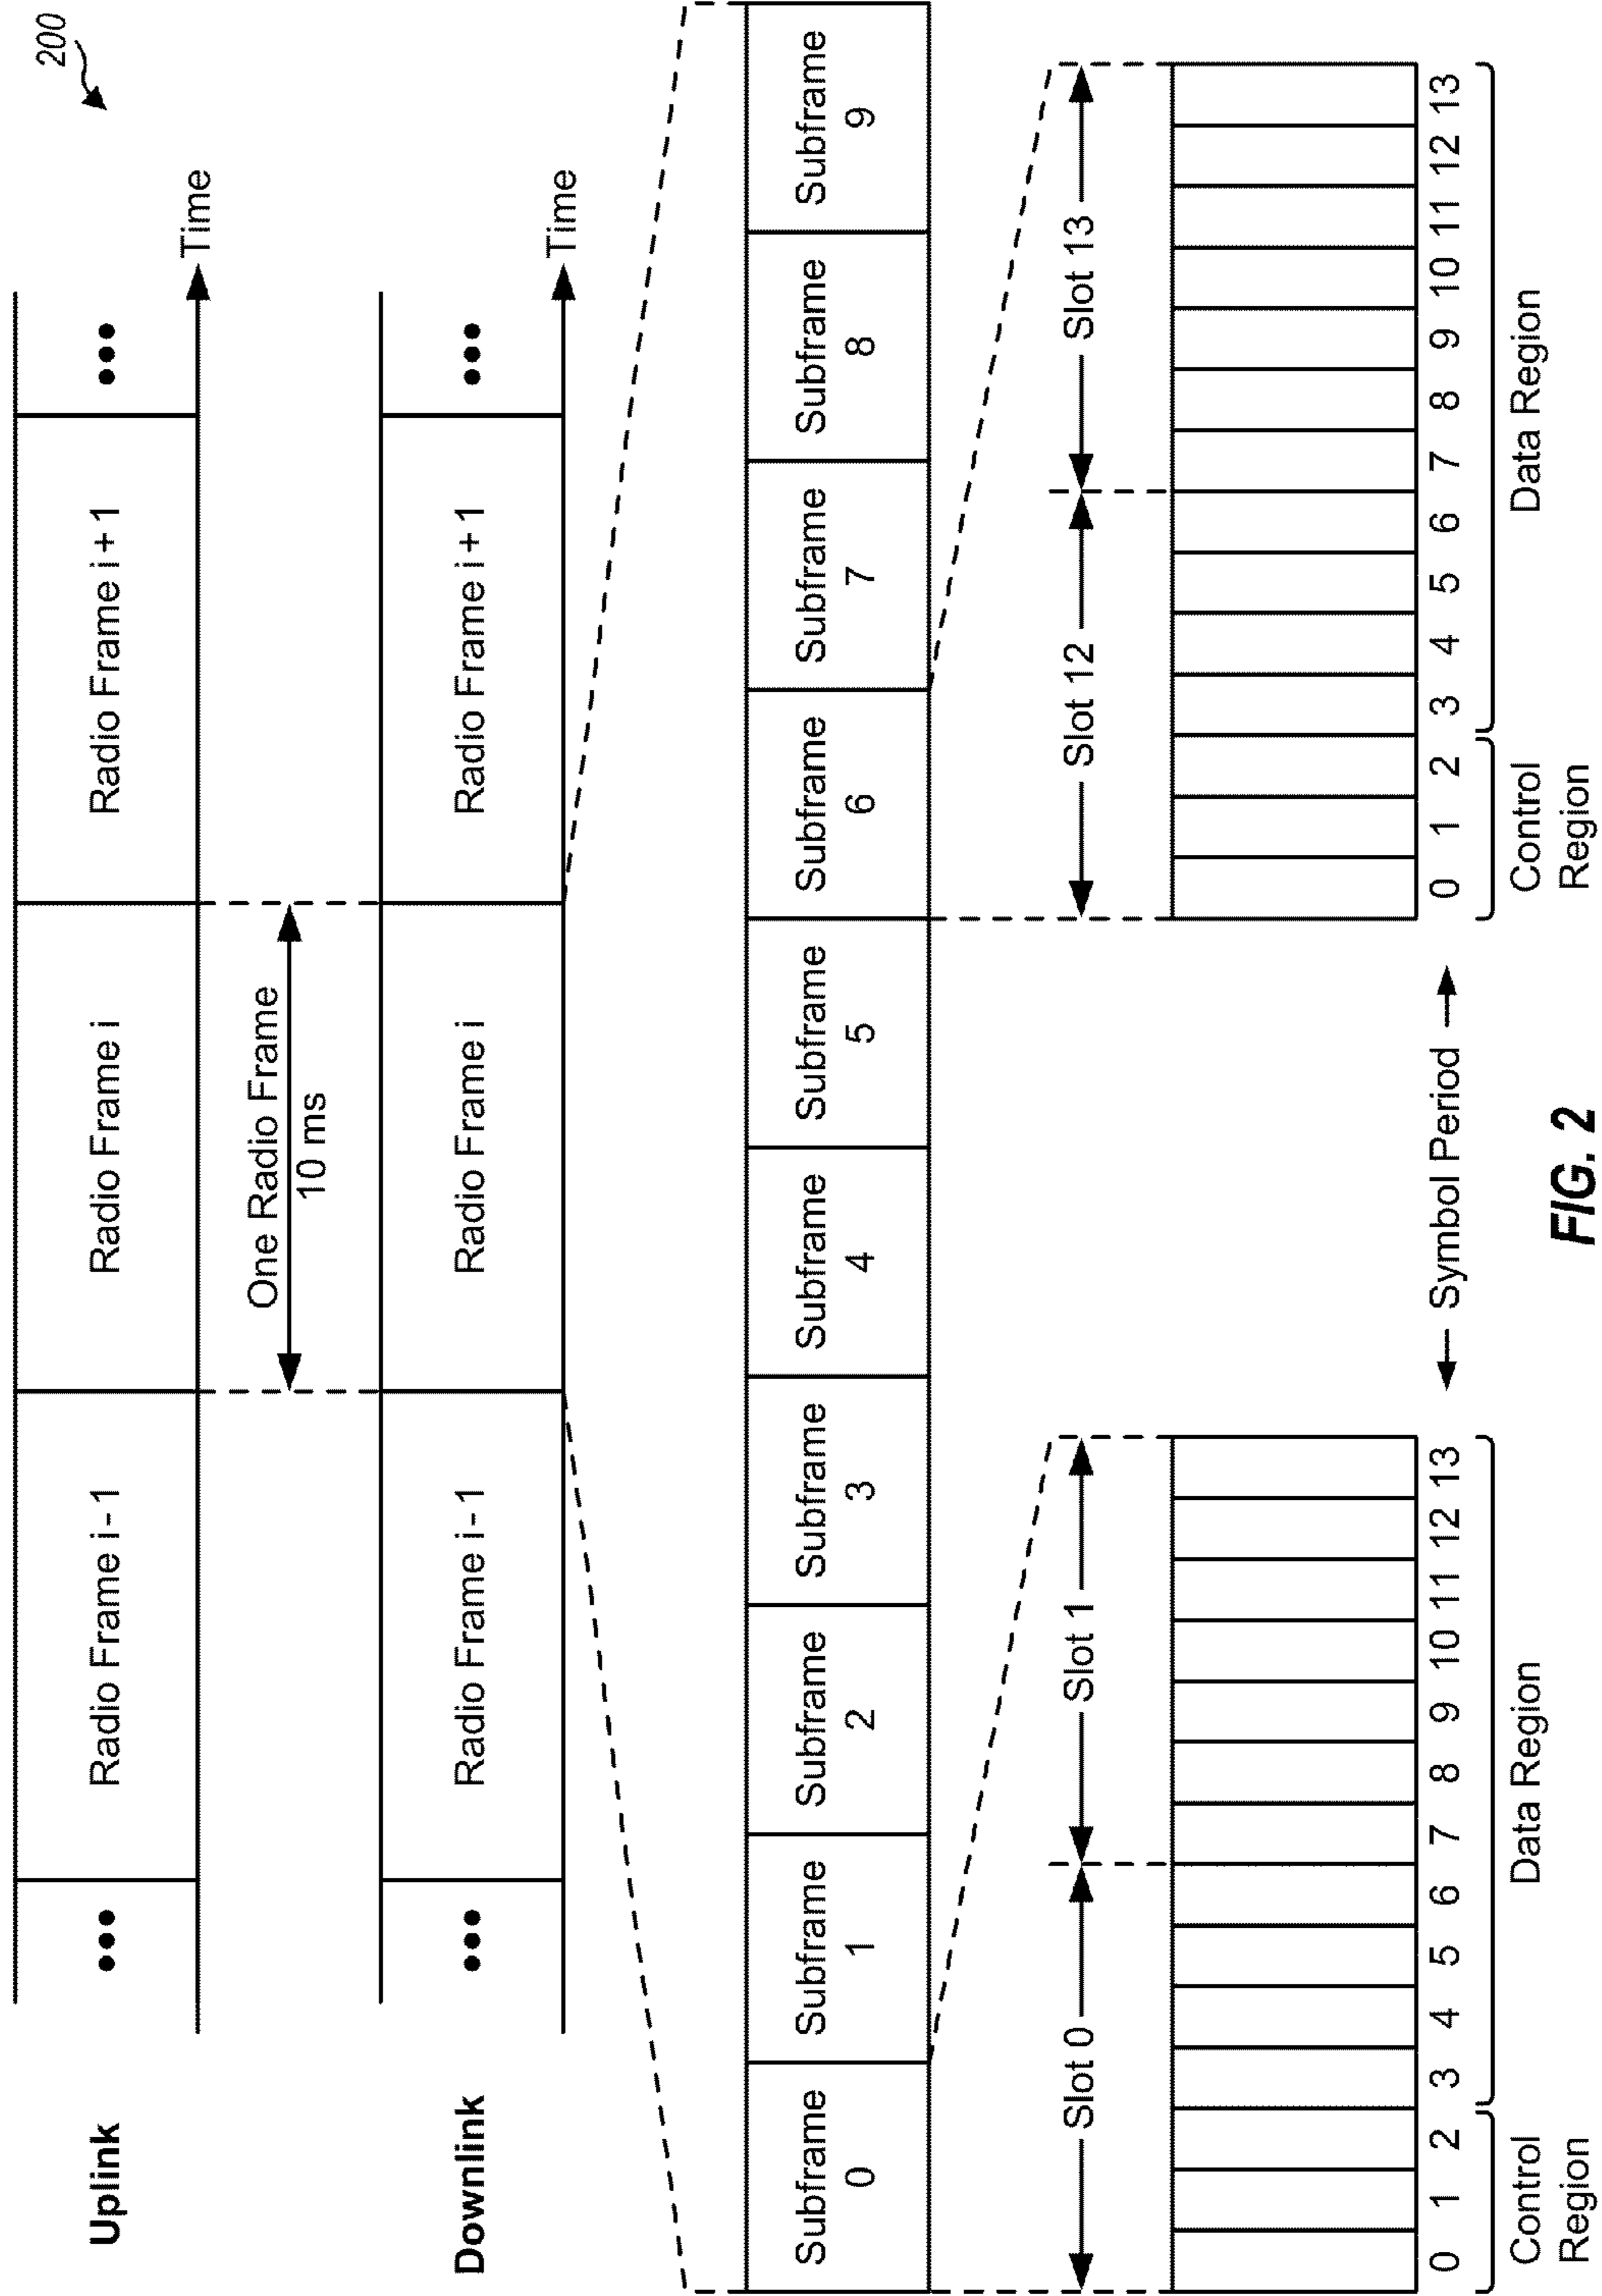 200
Uplink
••• Radio Frame i - 1 Radio Frame i Radio Frame i + 1 •••
Time
One Radio Frame
10 ms
Downlink
••• Radio Frame i - 1 Radio Frame i Radio Frame i + 1 •••
Time
Subframe 0
Subframe 1
Subframe 2
Subframe 3
Subframe 4
Subframe 5
Subframe 6
Subframe 7
Subframe 8
Subframe 9
Slot 0 Slot 1 Slot 12 Slot 13
0 1 2 3 4 5 6 7 8 9 10 11 12 13
Symbol Period
0 1 2 3 4 5 6 7 8 9 10 11 12 13
Control Region
Data Region
Control Region
Data Region
FIG. 2